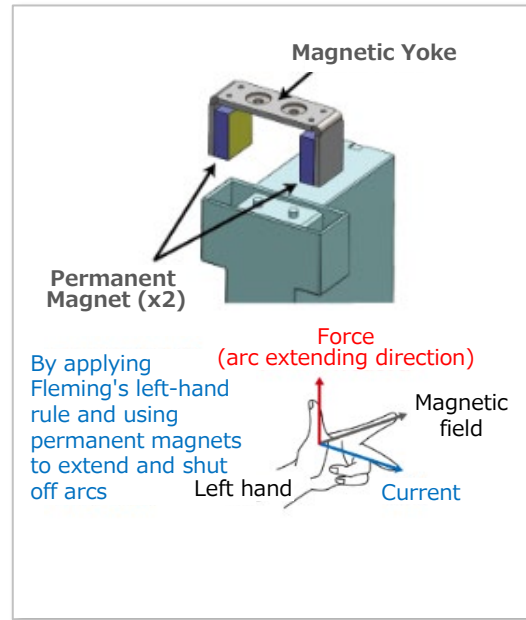 Magnetic Yoke
Permanent
Magnet (x2)
By applying
Fleming's left-hand
rule and using
permanent magnets
to extend and shut
off arcs
Force
(arc extending direction)
Magnetic
field
Left hand
Current